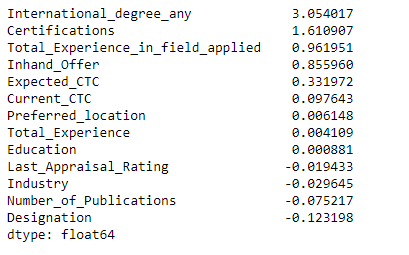 International_degree_any 3.054017
Certifications 1.610907
Total_Experience_in_field_applied 0.961951
Inhand_Offer 0.855960
Expected_CTC 0.331972
Current_CTC 0.097643
Preferred_location 0.006148
Total_Experience 0.004109
Education 0.000881
Last_Appraisal_Rating -0.019433
Industry -0.029645
Number_of_Publications -0.075217
Designation -0.123198
dtype: float64